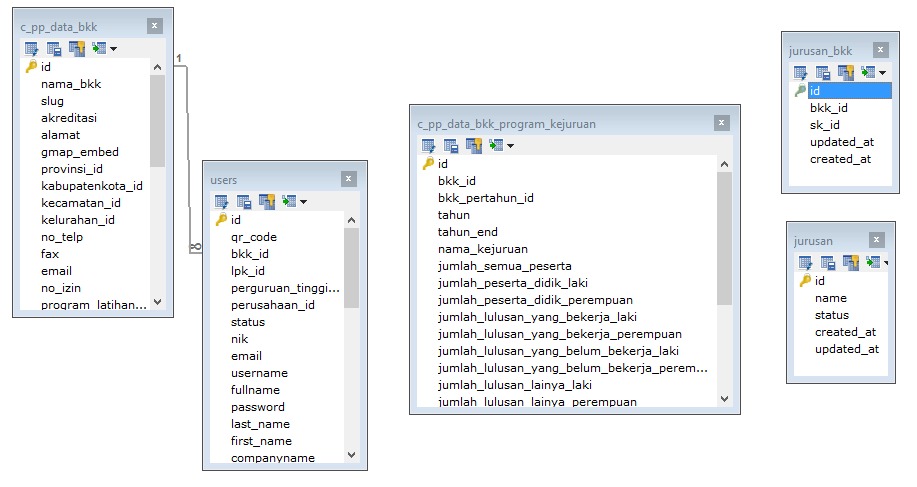 c_pp_data_bkk
id
nama_bkk
slug
akreditasi
alamat
gmap_embed
provinsi_id
kabupatenkota_id
kecamatan_id
kelurahan_id
no_telp
fax
email
no_izin
program_latihan...
1
∞
users
id
qr_code
bkk_id
lpk_id
perguruan_tinggi...
perusahaan_id
status
nik
email
username
fullname
password
last_name
first_name
companyname
c_pp_data_bkk_program_kejuruan
id
bkk_id
bkk_pertahun_id
tahun
tahun_end
nama_kejuruan
jumlah_semua_peserta
jumlah_peserta_didik_laki
jumlah_peserta_didik_perempuan
jumlah_lulusan_yang_bekerja_laki
jumlah_lulusan_yang_bekerja_perempuan
jumlah_lulusan_yang_belum_bekerja_laki
jumlah_lulusan_yang_belum_bekerja_perem...
jumlah_lulusan_lainya_laki
jumlah_lulusan_lainya_perempuan
jurusan_bkk
id
bkk_id
sk_id
updated_at
created_at
jurusan
id
name
status
created_at
updated_at